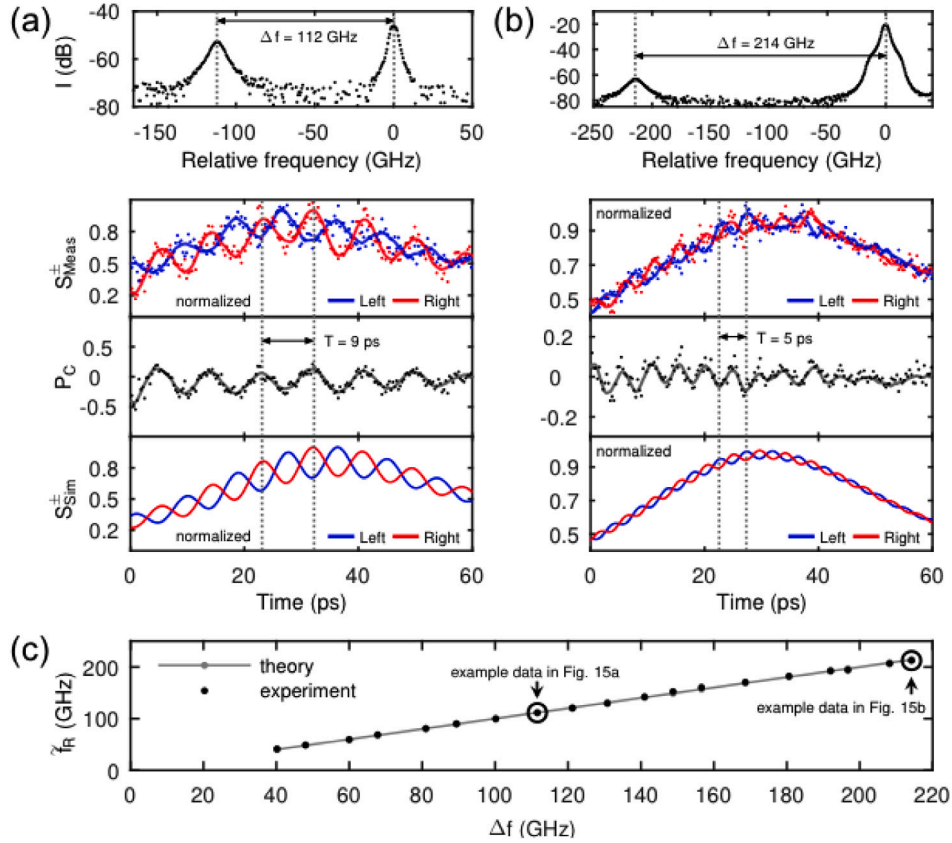 (a)
I (dB)
-40
-60
-80
Δf = 112 GHz
-150 -100 -50 0 50
Relative frequency (GHz)
(b)
-20
-40
-60
-80
Δf = 214 GHz
-250 -200 -150 -100 -50 0
Relative frequency (GHz)
S±Meas
0.8
0.5
0.2
normalized
Left Right
P_C
0.5
0
-0.5
T = 9 ps
S±Sim
0.8
0.5
0.2
normalized
Left Right
0 20 40 60
Time (ps)
normalized
0.9
0.7
0.5
Left Right
0.2
0
-0.2
T = 5 ps
normalized
0.9
0.7
0.5
Left Right
0 20 40 60
Time (ps)
(c)
f̃_R (GHz)
200
100
0
theory
experiment
example data in Fig. 15a
example data in Fig. 15b
0 20 40 60 80 100 120 140 160 180 200 220
Δf (GHz)